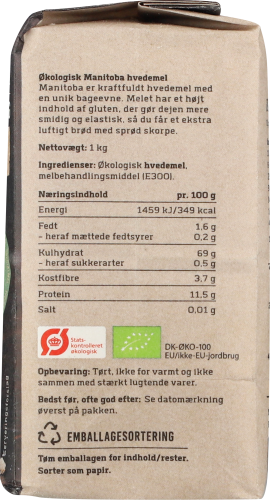 Økologisk Manitoba hvedemel
Manitoba er kraftfuldt hvedemel med
en unik bageevne. Melet har et højt
indhold af gluten, der gør dejen mere
smidig og elastisk, så du får et ekstra
luftigt brød med sprød skorpe.
Nettovægt: 1 kg
Ingredienser: Økologisk hvedemel,
melbehandlingsmiddel (E300).
Næringsindhold pr. 100 g
Energi 1459 kJ/349 kcal
Fedt 1,6 g
- heraf mættede fedtsyrer 0,2 g
Kulhydrat 69 g
- heraf sukkerarter 0,5 g
Kostfibre 3,7 g
Protein 11,5 g
Salt 0,01 g
Ø
Stats-
kontrolleret
økologisk
DK-ØKO-100
EU/ikke-EU-jordbrug
Opbevaring: Tørt, ikke for varmt og ikke
sammen med stærkt lugtende varer.
Bedst før, ofte god efter: Se datomærkning
øverst på pakken.
EMBALLAGESORTERING
Tøm emballagen for indhold/rester.
Sorter som papir.